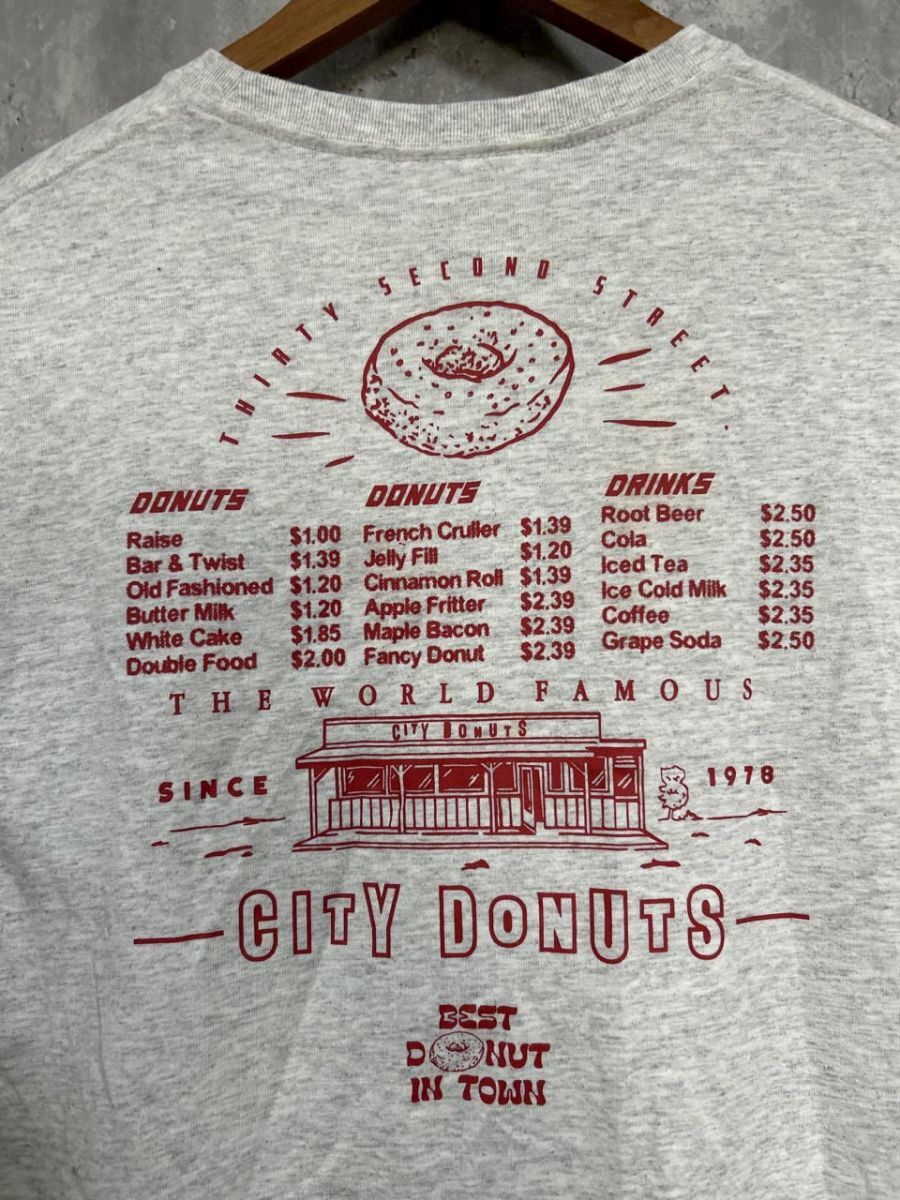 THIRTY SECOND STREET
DONUTS
Raise $1.00
Bar & Twist $1.39
Old Fashioned $1.20
Butter Milk $1.20
White Cake $1.85
Double Food $2.00
DONUTS
French Cruller $1.39
Jelly Fill $1.20
Cinnamon Roll $1.39
Apple Fritter $2.39
Maple Bacon $2.39
Fancy Donut $2.39
DRINKS
Root Beer $2.50
Cola $2.50
Iced Tea $2.35
Ice Cold Milk $2.35
Coffee $2.35
Grape Soda $2.50
THE WORLD FAMOUS
CITY DONUTS
SINCE 1978
CITY DONUTS
BEST
DONUT
IN TOWN